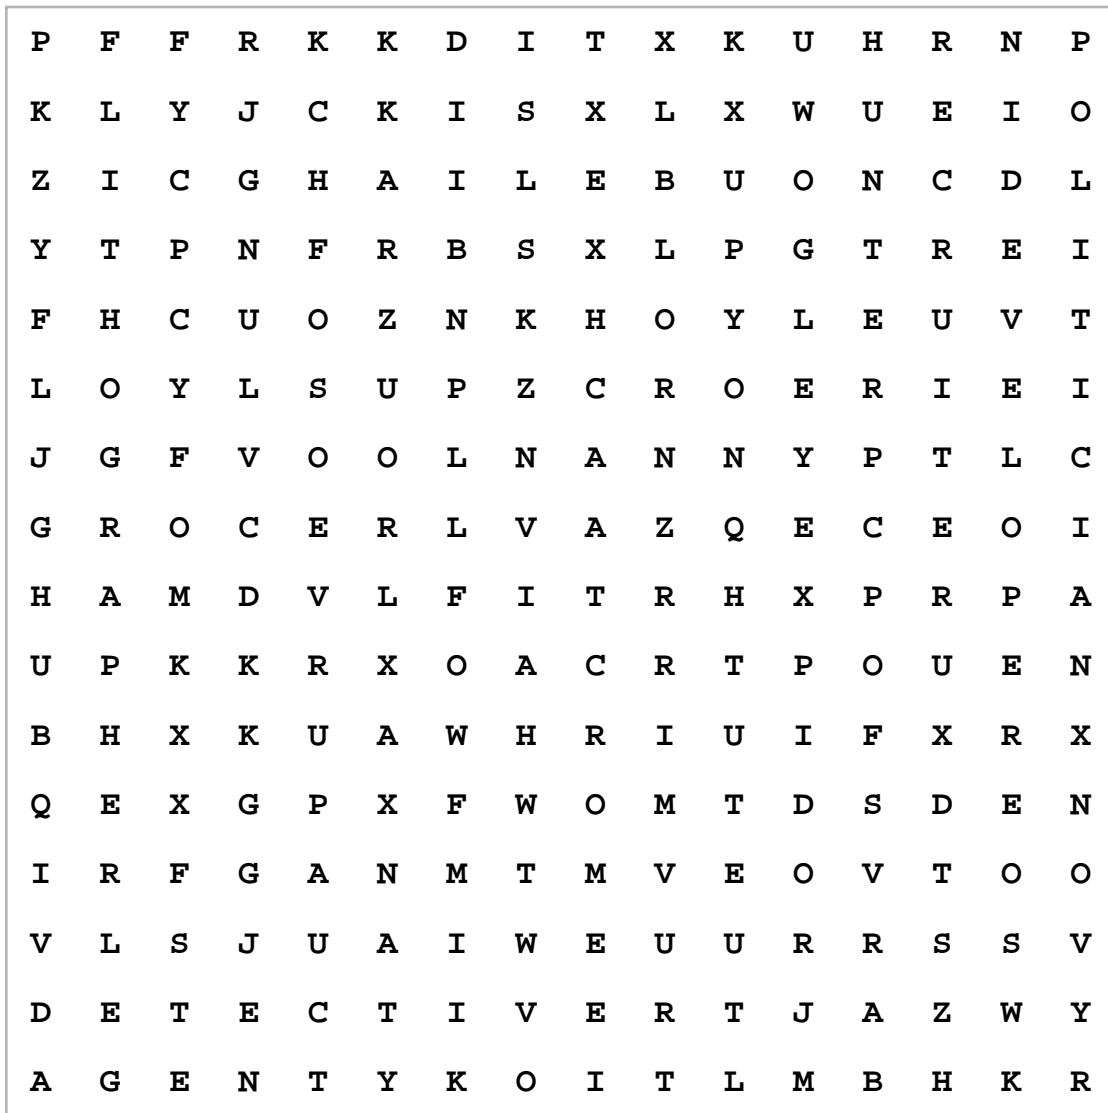 P F F R K K D I T X K U H R N P
K L Y J C K I S X L X W U E I O
Z I C G H A I L E B U O N C D L
Y T P N F R B S X L P G T R E I
F H C U O Z N K H O Y L E U V T
L O Y L S U P Z C R O E R I E I
J G F V O O L N A N N Y P T L C
G R O C E R L V A Z Q E C E O I
H A M D V L F I T R H X P R P A
U P K K R X O A C R T P O U E N
B H X K U A W H R I U I F X R X
Q E X G P X F W O M T D S D E N
I R F G A N M T M V E O V T O O
V L S J U A I W E U U R R S S V
D E T E C T I V E R T J A Z W Y
A G E N T Y K O I T L M B H K R